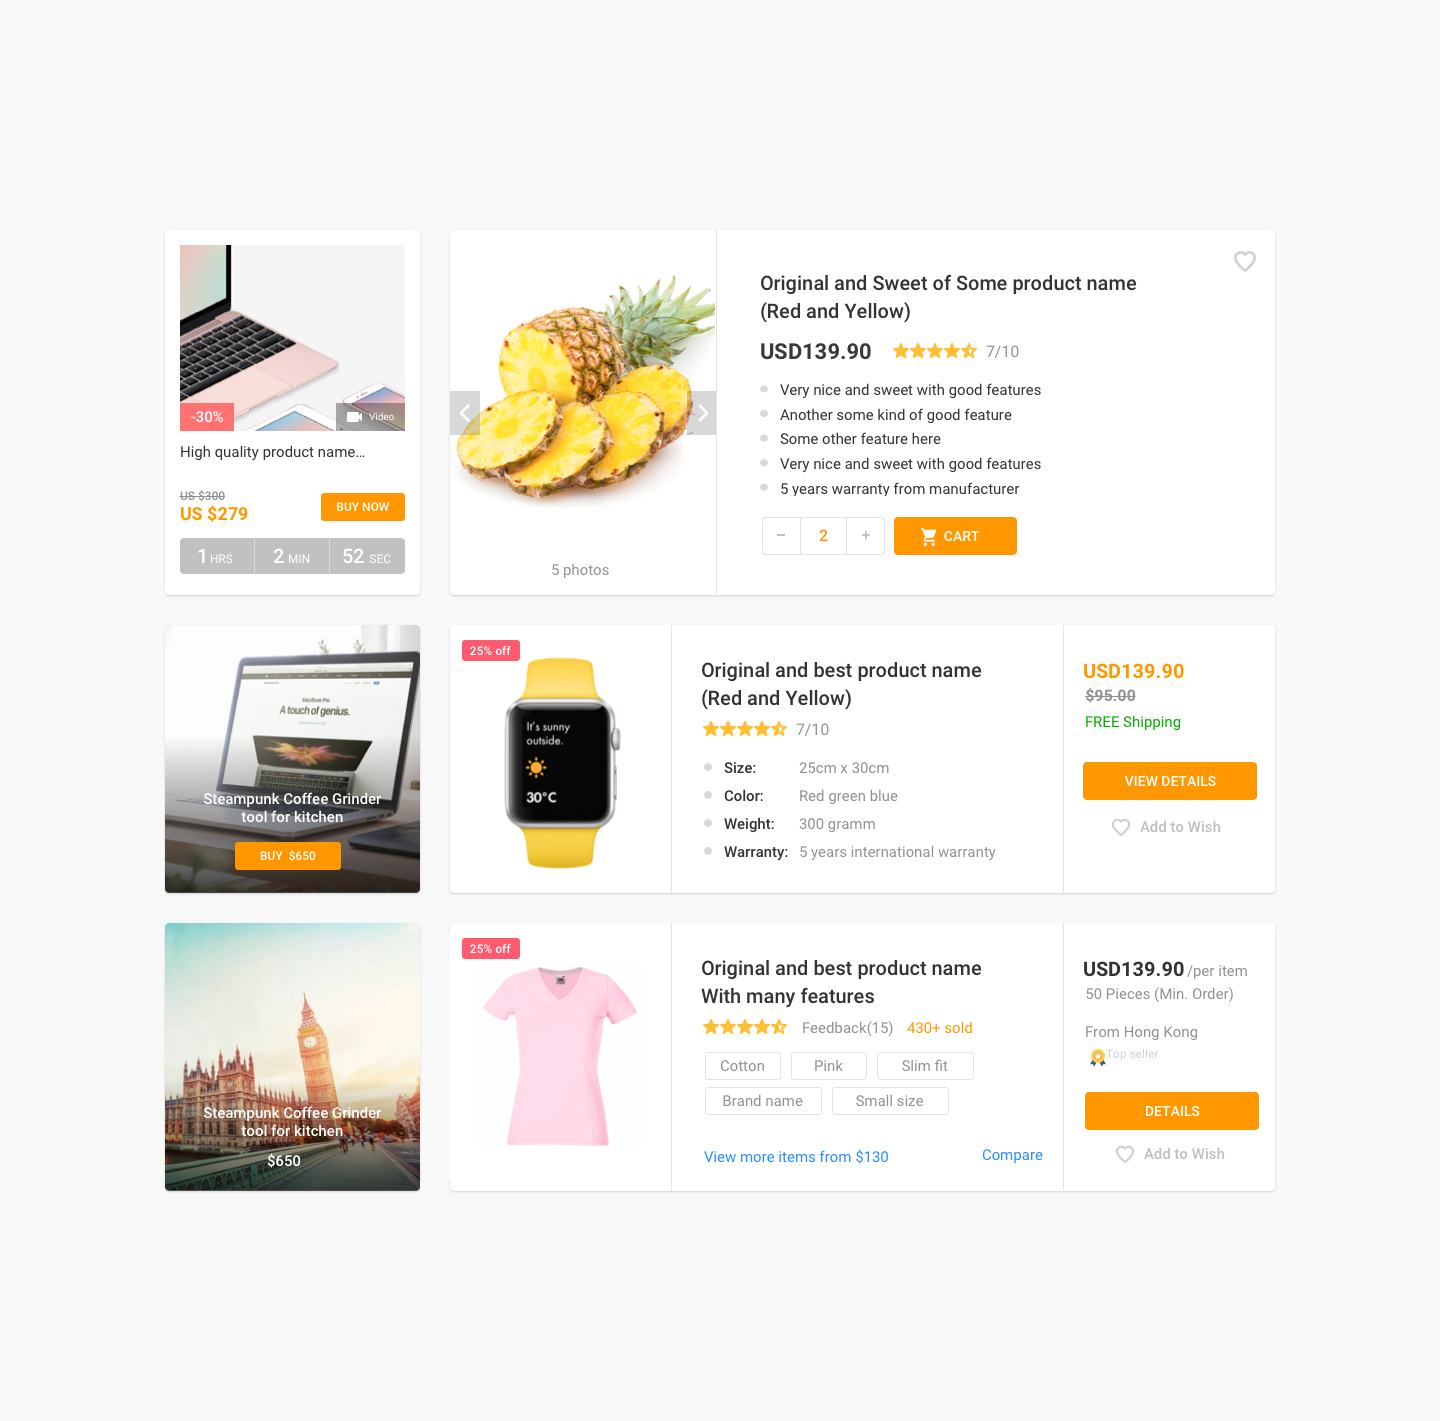 -30%
Video
High quality product name…
US $300
US $279
BUY NOW
1 HRS
2 MIN
52 SEC
5 photos
Original and Sweet of Some product name
(Red and Yellow)
USD139.90
7/10
Very nice and sweet with good features
Another some kind of good feature
Some other feature here
Very nice and sweet with good features
5 years warranty from manufacturer
− 2 +
CART
MacBook Pro
A touch of genius.
Steampunk Coffee Grinder
tool for kitchen
BUY $650
25% off
It's sunny
outside.
30°C
Original and best product name
(Red and Yellow)
7/10
Size: 25cm x 30cm
Color: Red green blue
Weight: 300 gramm
Warranty: 5 years international warranty
USD139.90
$95.00
FREE Shipping
VIEW DETAILS
Add to Wish
Steampunk Coffee Grinder
tool for kitchen
$650
25% off
Original and best product name
With many features
Feedback(15) 430+ sold
Cotton
Pink
Slim fit
Brand name
Small size
View more items from $130
Compare
USD139.90 /per item
50 Pieces (Min. Order)
From Hong Kong
Top seller
DETAILS
Add to Wish